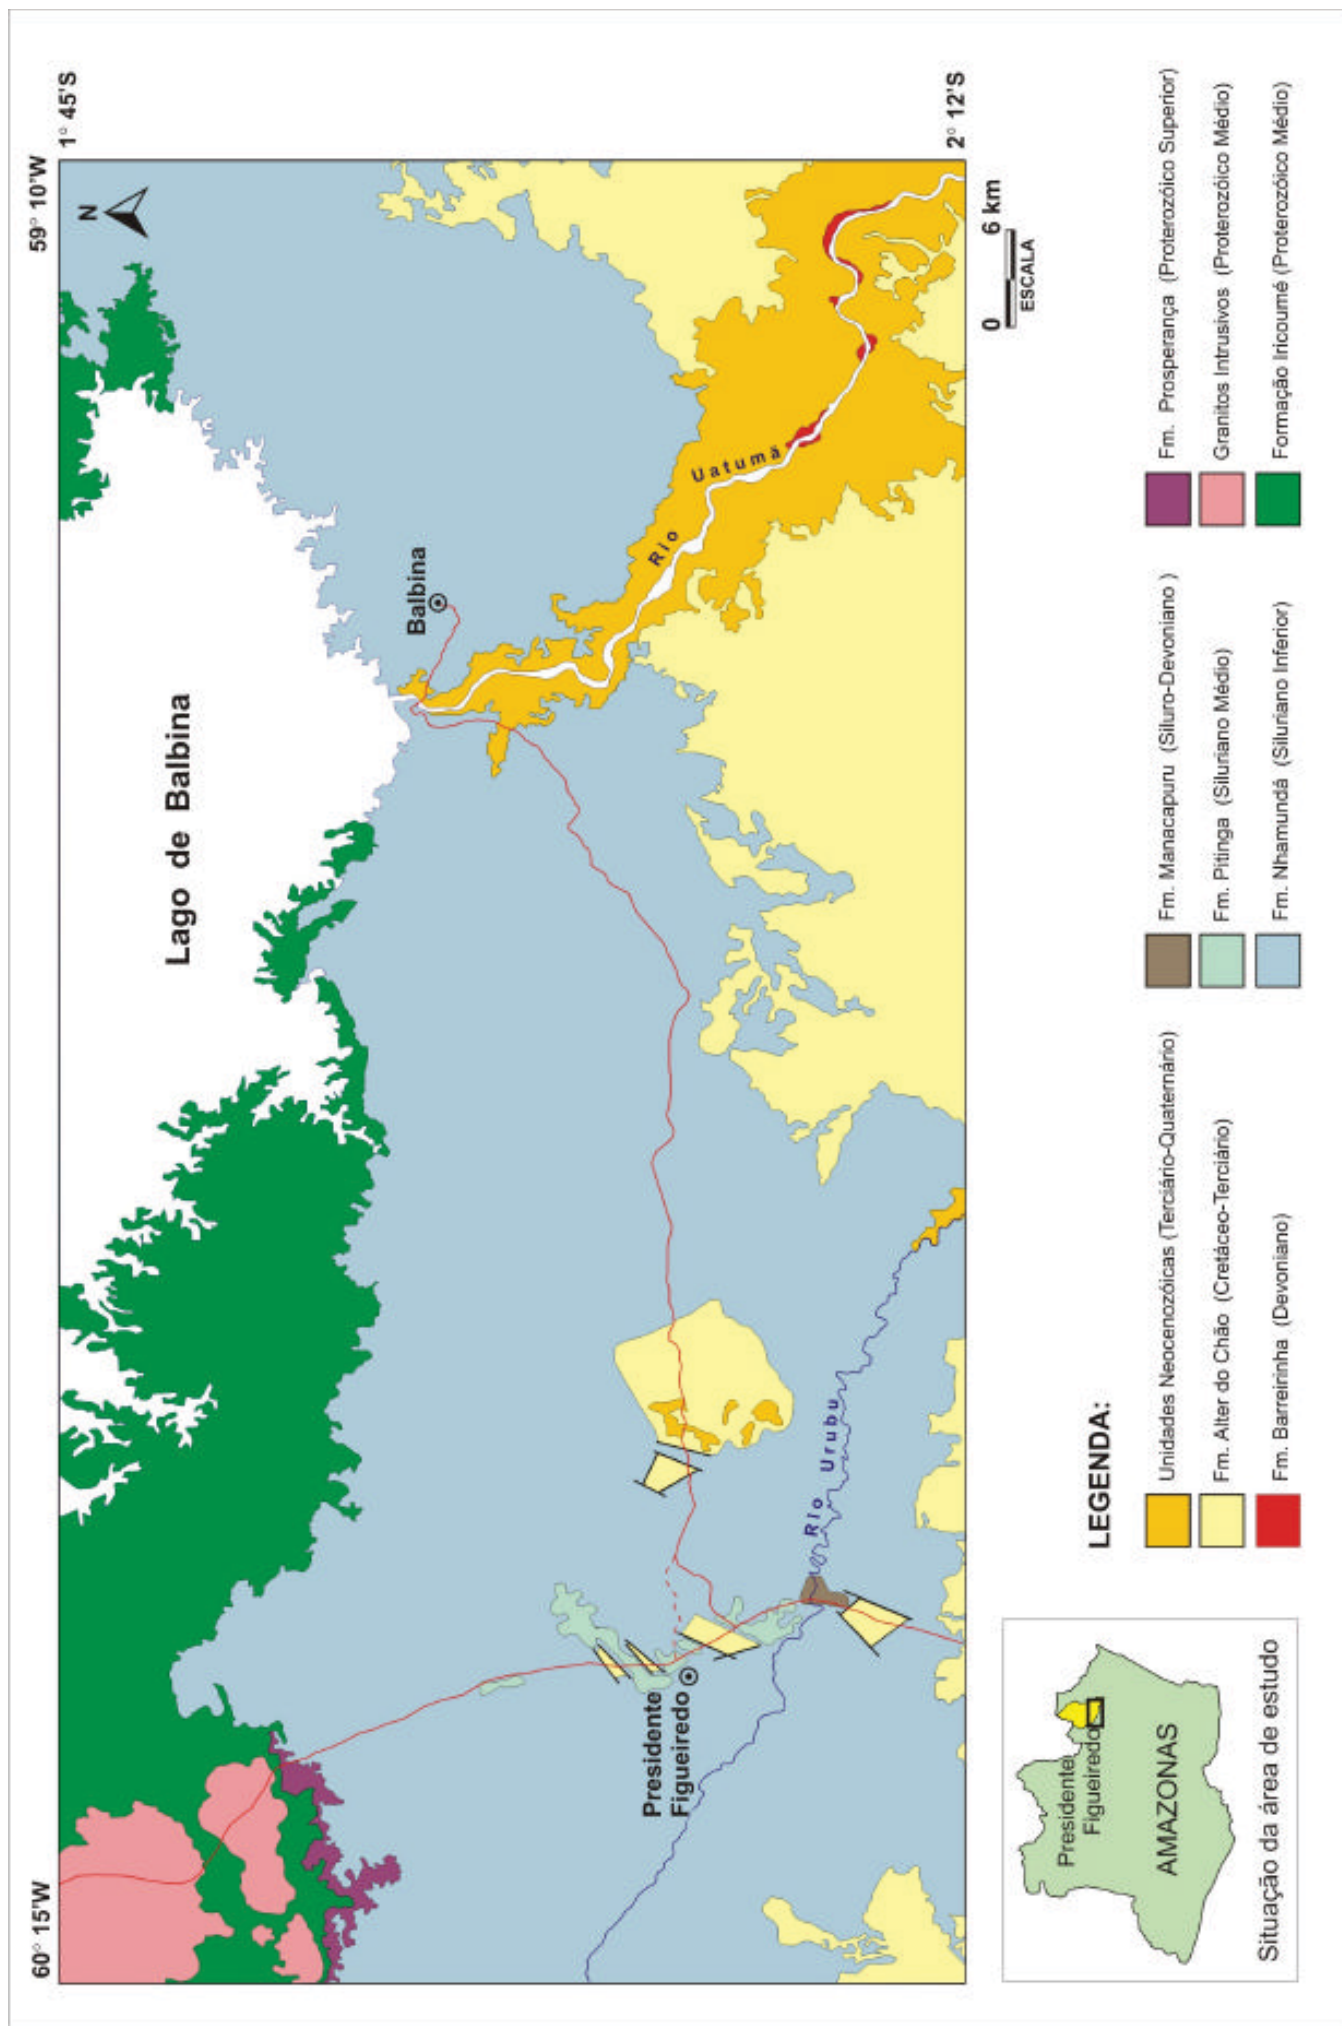 60° 15'W
59° 10'W
1° 45'S
N
Lago de Balbina
Balbina
Rio Uatumã
Presidente
Figueiredo
Rio Urubu
2° 12'S
0 6 km
ESCALA
Presidente
Figueiredo
AMAZONAS
Situação da área de estudo
LEGENDA:
Unidades Neocenozóicas (Terciário-Quaternário)
Fm. Alter do Chão (Cretáceo-Terciário)
Fm. Barreirinha (Devoniano)
Fm. Manacapuru (Siluro-Devoniano )
Fm. Pitinga (Siluriano Médio)
Fm. Nhamundá (Siluriano Inferior)
Fm. Prosperança (Proterozóico Superior)
Granitos Intrusivos (Proterozóico Médio)
Formação Iricoumé (Proterozóico Médio)